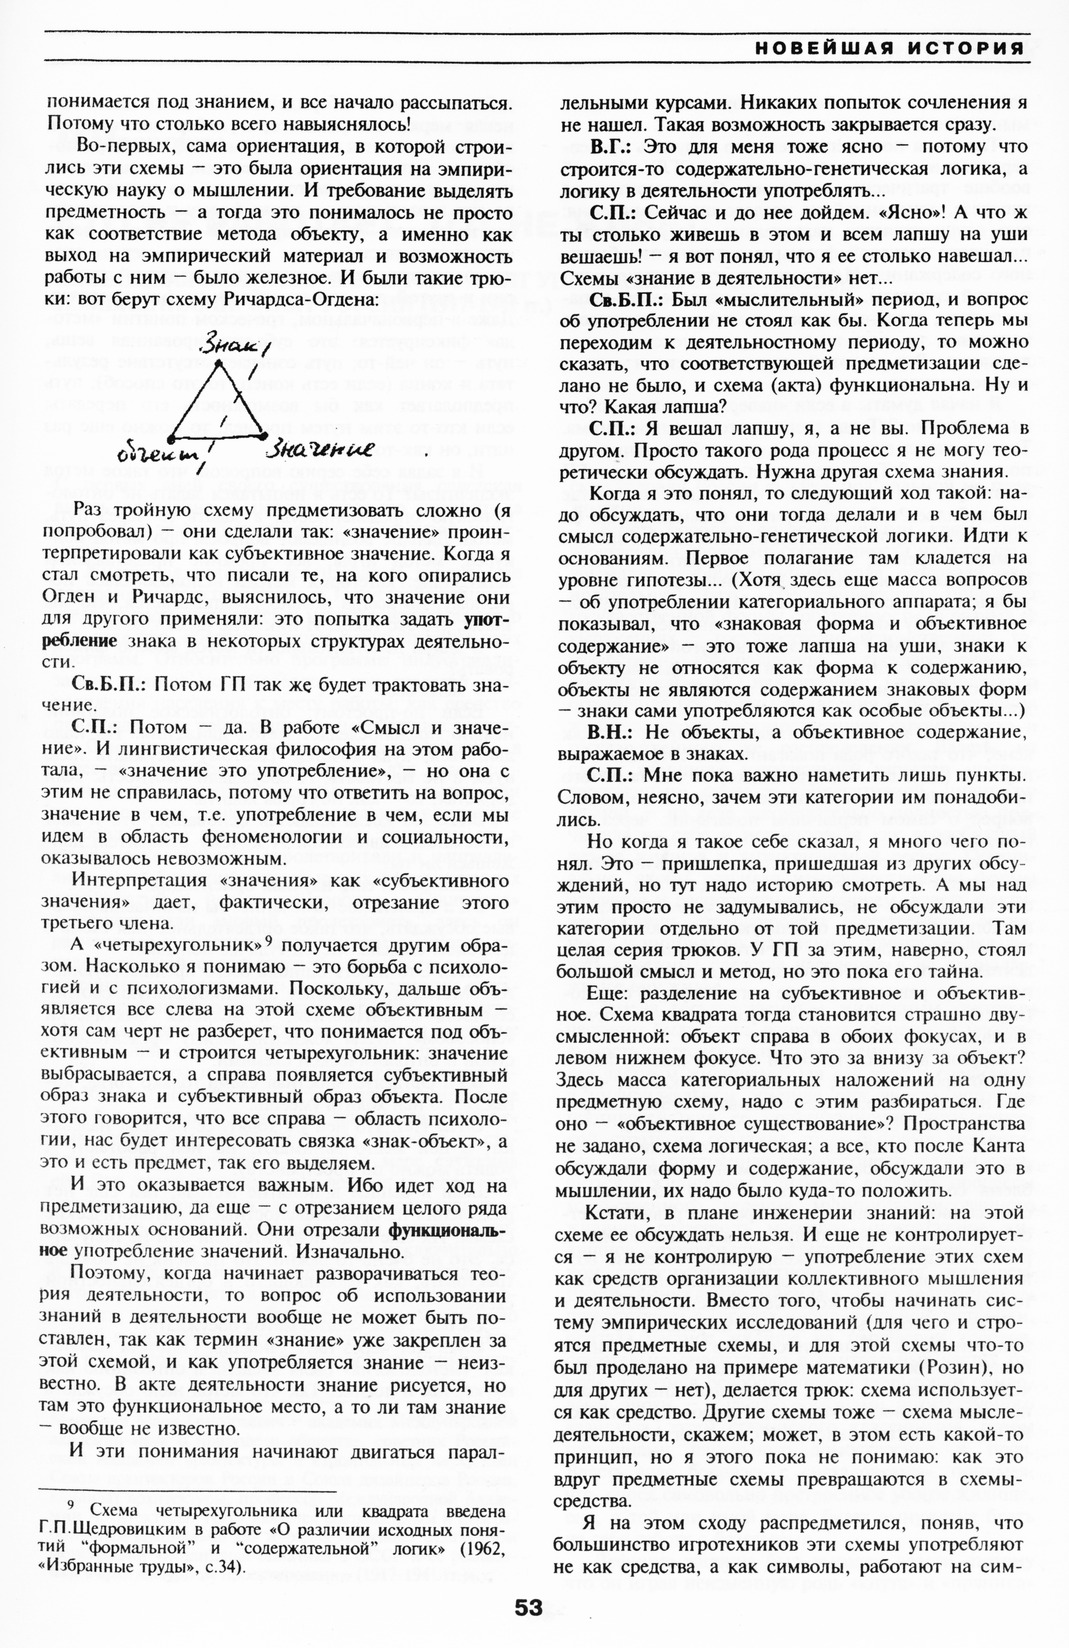 НОВЕЙШАЯ ИСТОРИЯ
понимается под знанием, и все начало рассыпаться.
Потому что столько всего навыяснялось!
Во-первых, сама ориентация, в которой строи-
лись эти схемы — это была ориентация на эмпири-
ческую науку о мышлении. И требование выделять
предметность — а тогда это понималось не просто
как соответствие метода объекту, а именно как
выход на эмпирический материал и возможность
работы с ним — было железное. И были такие трю-
ки: вот берут схему Ричардса-Огдена:
Знак
объект
Значение
Раз тройную схему предметизовать сложно (я
попробовал) — они сделали так: «значение» проин-
терпретировали как субъективное значение. Когда я
стал смотреть, что писали те, на кого опирались
Огден и Ричардс, выяснилось, что значение они
для другого применяли: это попытка задать упот-
ребление знака в некоторых структурах деятельно-
сти.
Св.Б.П.: Потом ГП так же будет трактовать зна-
чение.
С.П.: Потом — да. В работе «Смысл и значе-
ние». И лингвистическая философия на этом рабо-
тала, — «значение это употребление», — но она с
этим не справилась, потому что ответить на вопрос,
значение в чем, т.е. употребление в чем, если мы
идем в область феноменологии и социальности,
оказывалось невозможным.
Интерпретация «значения» как «субъективного
значения» дает, фактически, отрезание этого
третьего члена.
А «четырехугольник»⁹ получается другим обра-
зом. Насколько я понимаю — это борьба с психоло-
гией и с психологизмами. Поскольку, дальше объ-
является все слева на этой схеме объективным —
хотя сам черт не разберет, что понимается под объ-
ективным — и строится четырехугольник: значение
выбрасывается, а справа появляется субъективный
образ знака и субъективный образ объекта. После
этого говорится, что все справа — область психоло-
гии, нас будет интересовать связка «знак-объект», а
это и есть предмет, так его выделяем.
И это оказывается важным. Ибо идет ход на
предметизацию, да еще — с отрезанием целого ряда
возможных оснований. Они отрезали функциональ-
ное употребление значений. Изначально.
Поэтому, когда начинает разворачиваться тео-
рия деятельности, то вопрос об использовании
знаний в деятельности вообще не может быть по-
ставлен, так как термин «знание» уже закреплен за
этой схемой, и как употребляется знание — неиз-
вестно. В акте деятельности знание рисуется, но
там это функциональное место, а то ли там знание
— вообще не известно.
И эти понимания начинают двигаться парал-
⁹ Схема четырехугольника или квадрата введена
Г.П.Щедровицким в работе «О различии исходных поня-
тий “формальной” и “содержательной” логик» (1962,
«Избранные труды», с.34).
лельными курсами. Никаких попыток сочленения я
не нашел. Такая возможность закрывается сразу.
В.Г.: Это для меня тоже ясно — потому что
строится-то содержательно-генетическая логика, а
логику в деятельности употреблять...
С.П.: Сейчас и до нее дойдем. «Ясно»! А что ж
ты столько живешь в этом и всем лапшу на уши
вешаешь! — я вот понял, что я ее столько навешал...
Схемы «знание в деятельности» нет...
Св.Б.П.: Был «мыслительный» период, и вопрос
об употреблении не стоял как бы. Когда теперь мы
переходим к деятельностному периоду, то можно
сказать, что соответствующей предметизации сде-
лано не было, и схема (акта) функциональна. Ну и
что? Какая лапша?
С.П.: Я вешал лапшу, я, а не вы. Проблема в
другом. Просто такого рода процесс я не могу тео-
ретически обсуждать. Нужна другая схема знания.
Когда я это понял, то следующий ход такой: на-
до обсуждать, что они тогда делали и в чем был
смысл содержательно-генетической логики. Идти к
основаниям. Первое полагание там кладется на
уровне гипотезы... (Хотя здесь еще масса вопросов
— об употреблении категориального аппарата; я бы
показывал, что «знаковая форма и объективное
содержание» — это тоже лапша на уши, знаки к
объекту не относятся как форма к содержанию,
объекты не являются содержанием знаковых форм
— знаки сами употребляются как особые объекты...)
В.Н.: Не объекты, а объективное содержание,
выражаемое в знаках.
С.П.: Мне пока важно наметить лишь пункты.
Словом, неясно, зачем эти категории им понадоби-
лись.
Но когда я такое себе сказал, я много чего по-
нял. Это — пришлепка, пришедшая из других обсу-
ждений, но тут надо историю смотреть. А мы над
этим просто не задумывались, не обсуждали эти
категории отдельно от той предметизации. Там
целая серия трюков. У ГП за этим, наверно, стоял
большой смысл и метод, но это пока его тайна.
Еще: разделение на субъективное и объектив-
ное. Схема квадрата тогда становится страшно дву-
смысленной: объект справа в обоих фокусах, и в
левом нижнем фокусе. Что это за внизу за объект?
Здесь масса категориальных наложений на одну
предметную схему, надо с этим разбираться. Где
оно — «объективное существование»? Пространства
не задано, схема логическая; а все, кто после Канта
обсуждали форму и содержание, обсуждали это в
мышлении, их надо было куда-то положить.
Кстати, в плане инженерии знаний: на этой
схеме ее обсуждать нельзя. И еще не контролирует-
ся — я не контролирую — употребление этих схем
как средств организации коллективного мышления
и деятельности. Вместо того, чтобы начинать сис-
тему эмпирических исследований (для чего и стро-
ятся предметные схемы, и для этой схемы что-то
был проделано на примере математики (Розин), но
для других — нет), делается трюк: схема использует-
ся как средство. Другие схемы тоже — схема мысле-
деятельности, скажем; может, в этом есть какой-то
принцип, но я этого пока не понимаю: как это
вдруг предметные схемы превращаются в схемы-
средства.
Я на этом сходу распредметился, поняв, что
большинство игротехников эти схемы употребляют
не как средства, а как символы, работают на сим-
53